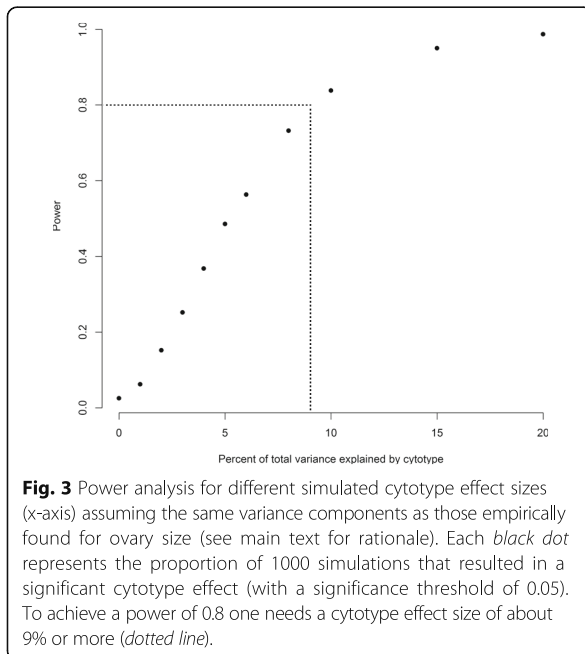 1.0
0.8
0.6
0.4
0.2
0.0
Power
0 5 10 15 20
Percent of total variance explained by cytotype
Fig. 3 Power analysis for different simulated cytotype effect sizes
(x-axis) assuming the same variance components as those empirically
found for ovary size (see main text for rationale). Each black dot
represents the proportion of 1000 simulations that resulted in a
significant cytotype effect (with a significance threshold of 0.05).
To achieve a power of 0.8 one needs a cytotype effect size of about
9% or more (dotted line).